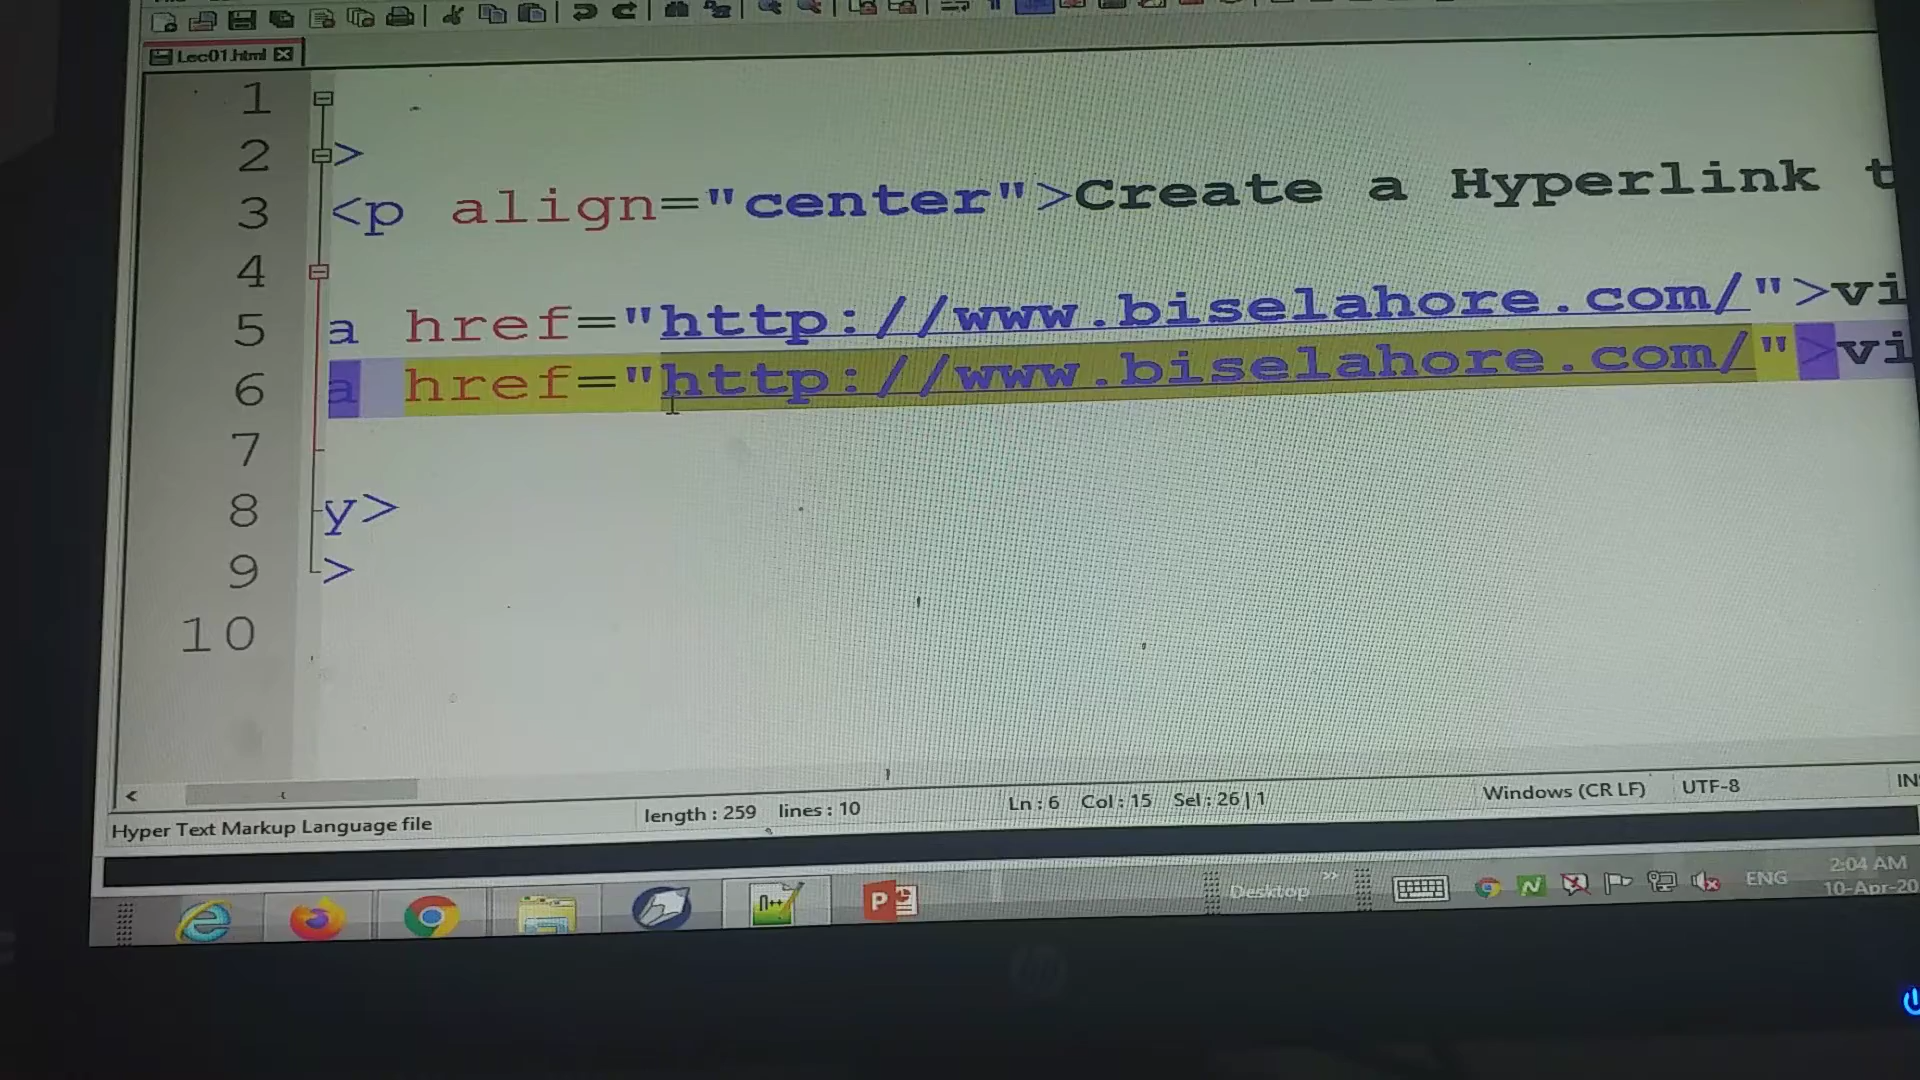 Lec01.html
1
2 >
3 <p align="center">Create a Hyperlink t
4
5 a href="http://www.biselahore.com/">vi
6 a href="http://www.biselahore.com/">vi
7
8 y>
9 >
10
Hyper Text Markup Language file length : 259 lines : 10 Ln : 6 Col : 15 Sel : 26 | 1 Windows (CR LF) UTF-8 IN
Desktop ENG 2:04 AM
10-Apr-20